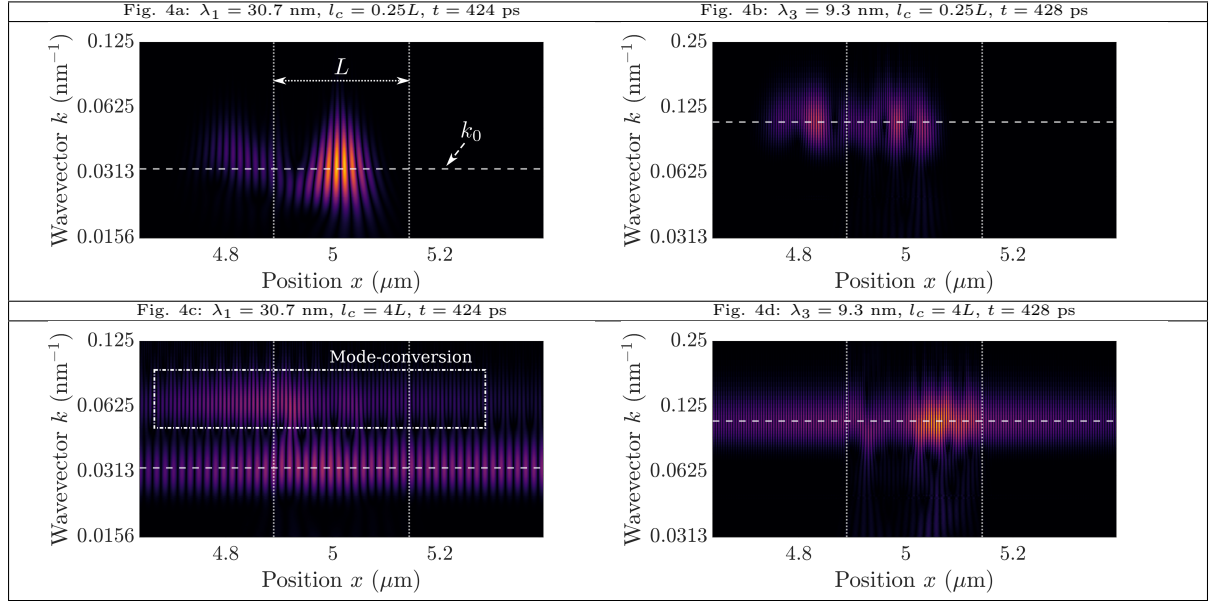 Fig. 4a: λ₁ = 30.7 nm, l_c = 0.25L, t = 424 ps
Wavevector k (nm⁻¹)
0.125
0.0625
0.0313
0.0156
L
k₀
4.8 5 5.2
Position x (μm)
Fig. 4b: λ₃ = 9.3 nm, l_c = 0.25L, t = 428 ps
Wavevector k (nm⁻¹)
0.25
0.125
0.0625
0.0313
4.8 5 5.2
Position x (μm)
Fig. 4c: λ₁ = 30.7 nm, l_c = 4L, t = 424 ps
Wavevector k (nm⁻¹)
0.125
0.0625
0.0313
0.0156
Mode-conversion
4.8 5 5.2
Position x (μm)
Fig. 4d: λ₃ = 9.3 nm, l_c = 4L, t = 428 ps
Wavevector k (nm⁻¹)
0.25
0.125
0.0625
0.0313
4.8 5 5.2
Position x (μm)